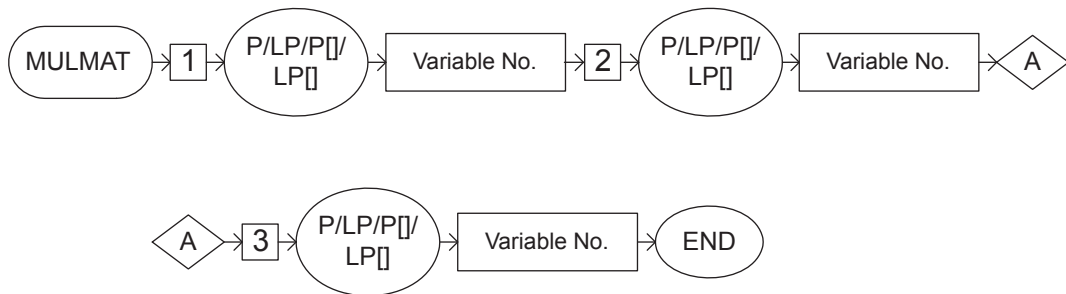 MULMAT
1
P/LP/P[]/
LP[]
Variable No.
2
P/LP/P[]/
LP[]
Variable No.
A
A
3
P/LP/P[]/
LP[]
Variable No.
END